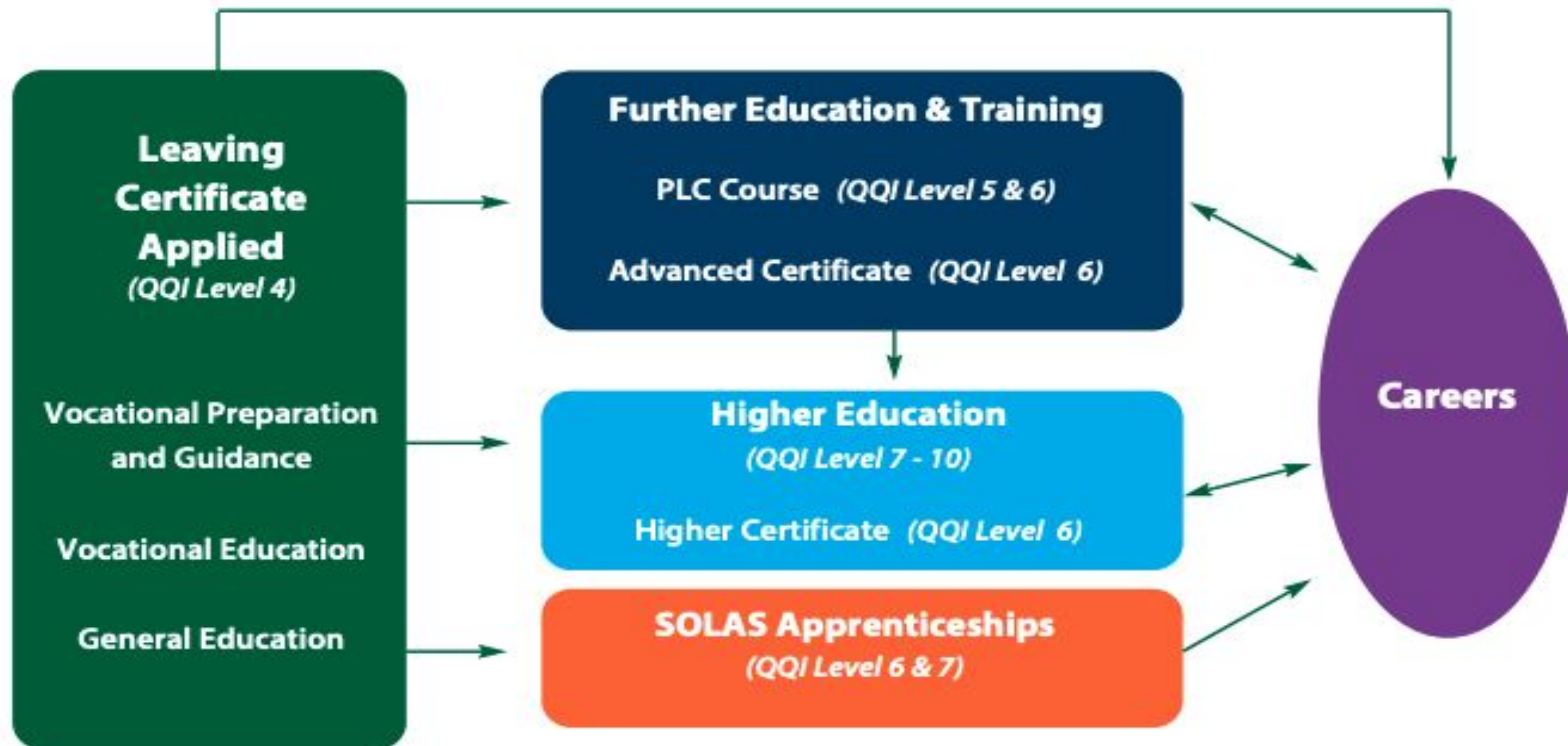 Leaving
Certificate
Applied
(QQI Level 4)
Vocational Preparation
and Guidance
Vocational Education
General Education
Further Education & Training
PLC Course (QQI Level 5 & 6)
Advanced Certificate (QQI Level 6)
Higher Education
(QQI Level 7 - 10)
Higher Certificate (QQI Level 6)
SOLAS Apprenticeships
(QQI Level 6 & 7)
Careers